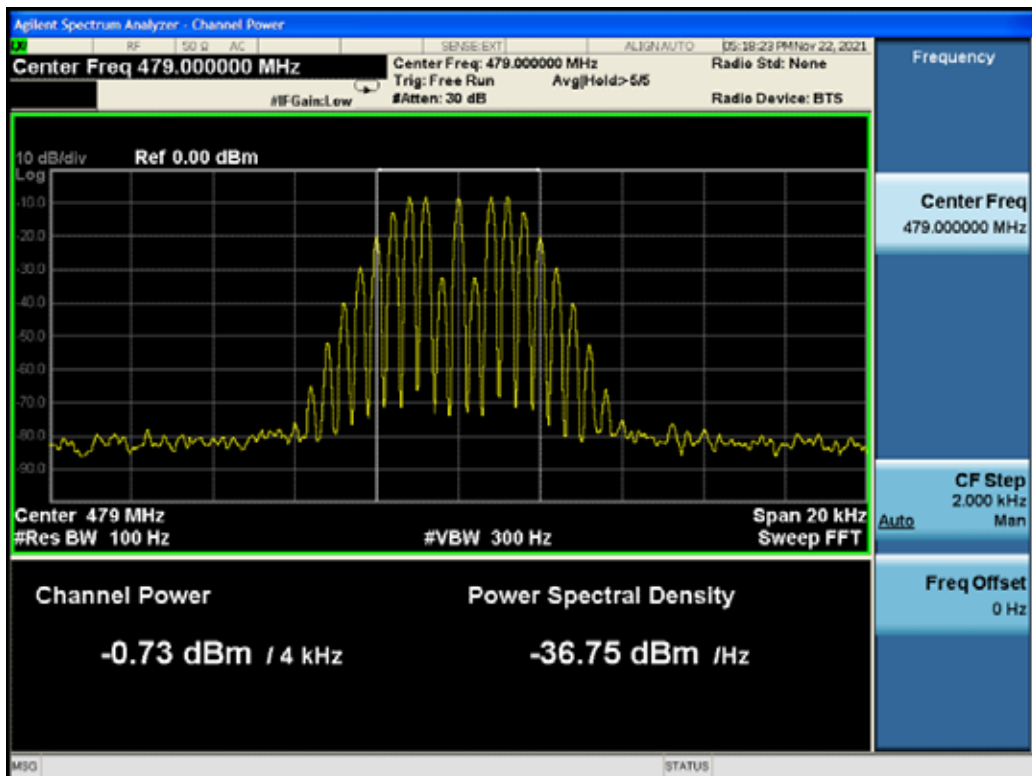 Agilent Spectrum Analyzer - Channel Power
RF 50 Ω AC SENSE:EXT ALIGN AUTO 05:18:23 PM Nov 22, 2021
Center Freq 479.000000 MHz
Center Freq: 479.000000 MHz
Radio Std: None
Trig: Free Run Avg|Hold:>5/5
#IFGain:Low
#Atten: 30 dB
Radio Device: BTS
Frequency
10 dB/div Ref 0.00 dBm
Log
-10.0
-20.0
-30.0
-40.0
-50.0
-60.0
-70.0
-80.0
-90.0
Center Freq
479.000000 MHz
Center 479 MHz Span 20 kHz
#Res BW 100 Hz #VBW 300 Hz Sweep FFT
CF Step
2.000 kHz
Auto Man
Freq Offset
0 Hz
Channel Power Power Spectral Density
-0.73 dBm / 4 kHz -36.75 dBm /Hz
MSG STATUS